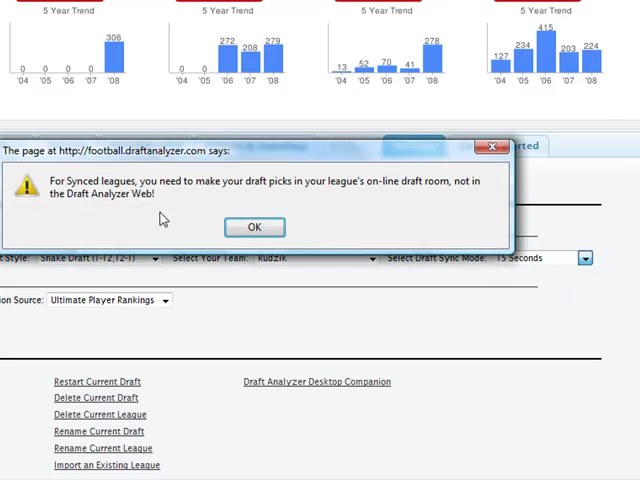 5 Year Trend 5 Year Trend 5 Year Trend 5 Year Trend
306 272 208 279 278 415
0 0 0 0 0 0 13 52 70 41 127 234 203 224
'04 '05 '06 '07 '08 '04 '05 '06 '07 '08 '04 '05 '06 '07 '08 '04 '05 '06 '07 '08
The page at http://football.draftanalyzer.com says:
For Synced leagues, you need to make your draft picks in your league's on-line draft room, not in
the Draft Analyzer Web!
OK
Style: Snake Draft (1-12,12-1) Select Your Team: Rudzik Select Draft Sync Mode: 15 Seconds
Source: Ultimate Player Rankings
Restart Current Draft Draft Analyzer Desktop Companion
Delete Current Draft
Delete Current League
Rename Current Draft
Rename Current League
Import an Existing League